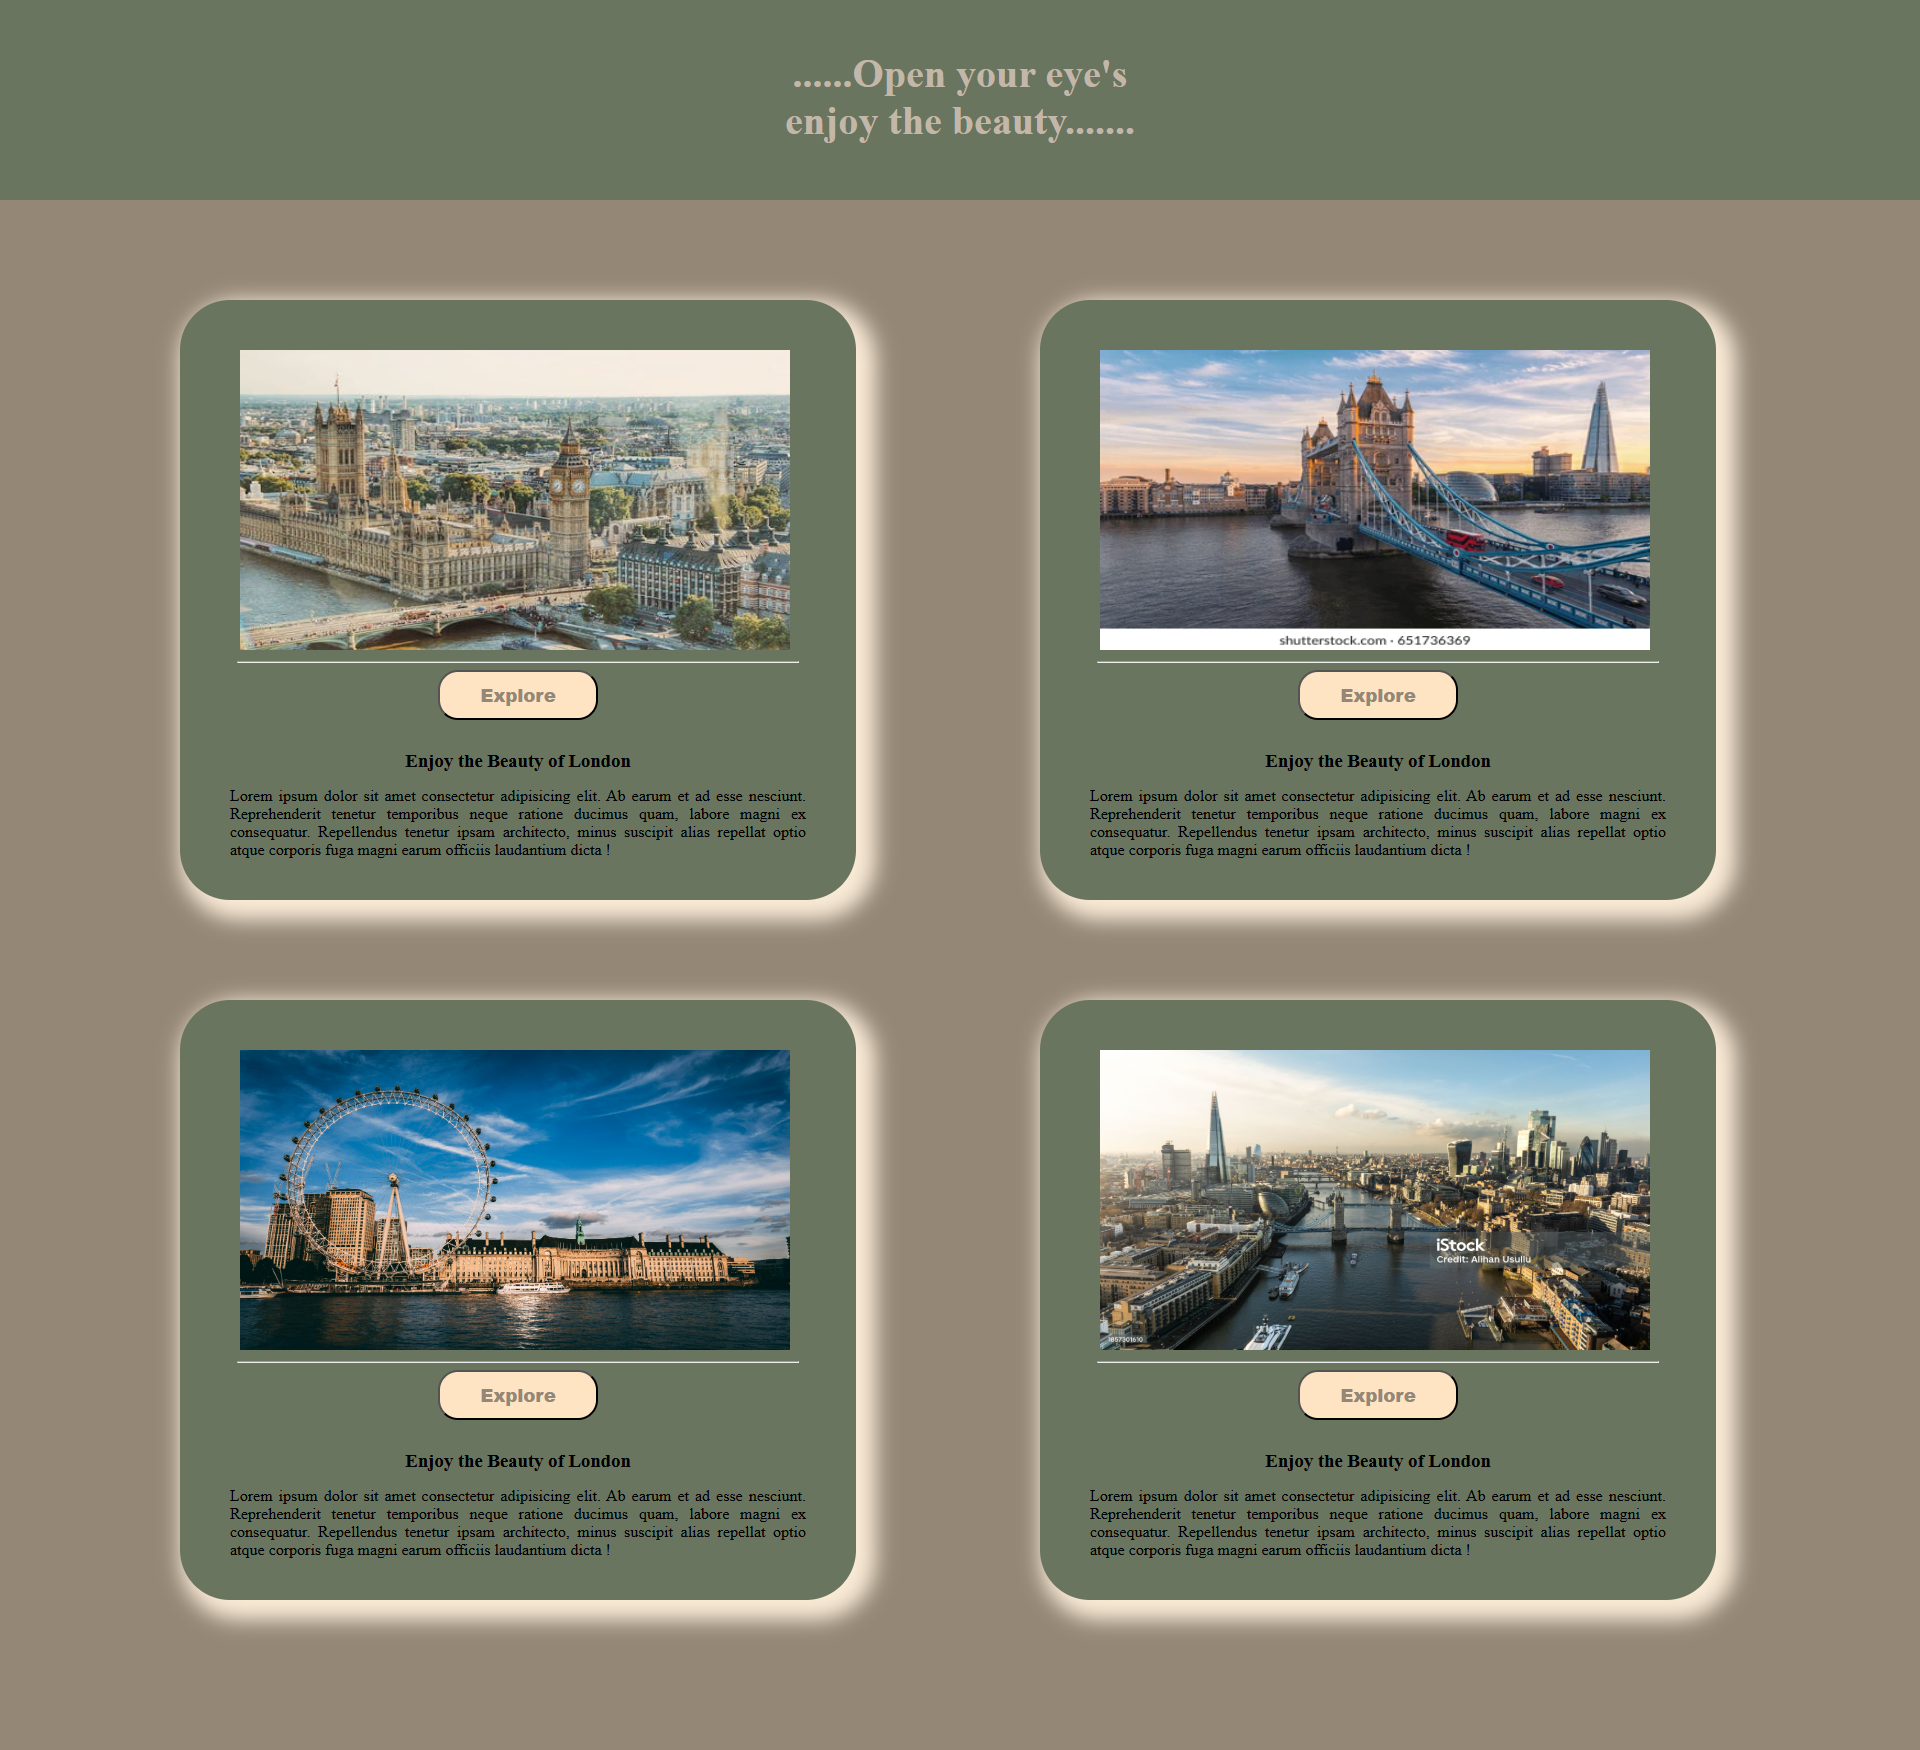 ......Open your eye's
enjoy the beauty.......
Explore
Enjoy the Beauty of London
Lorem ipsum dolor sit amet consectetur adipisicing elit. Ab earum et ad esse nesciunt.
Reprehenderit tenetur temporibus neque ratione ducimus quam, labore magni ex
consequatur. Repellendus tenetur ipsam architecto, minus suscipit alias repellat optio
atque corporis fuga magni earum officiis laudantium dicta !
shutterstock.com · 651736369
Explore
Enjoy the Beauty of London
Lorem ipsum dolor sit amet consectetur adipisicing elit. Ab earum et ad esse nesciunt.
Reprehenderit tenetur temporibus neque ratione ducimus quam, labore magni ex
consequatur. Repellendus tenetur ipsam architecto, minus suscipit alias repellat optio
atque corporis fuga magni earum officiis laudantium dicta !
Explore
Enjoy the Beauty of London
Lorem ipsum dolor sit amet consectetur adipisicing elit. Ab earum et ad esse nesciunt.
Reprehenderit tenetur temporibus neque ratione ducimus quam, labore magni ex
consequatur. Repellendus tenetur ipsam architecto, minus suscipit alias repellat optio
atque corporis fuga magni earum officiis laudantium dicta !
iStock
Credit: Alihan Usullu
Explore
Enjoy the Beauty of London
Lorem ipsum dolor sit amet consectetur adipisicing elit. Ab earum et ad esse nesciunt.
Reprehenderit tenetur temporibus neque ratione ducimus quam, labore magni ex
consequatur. Repellendus tenetur ipsam architecto, minus suscipit alias repellat optio
atque corporis fuga magni earum officiis laudantium dicta !